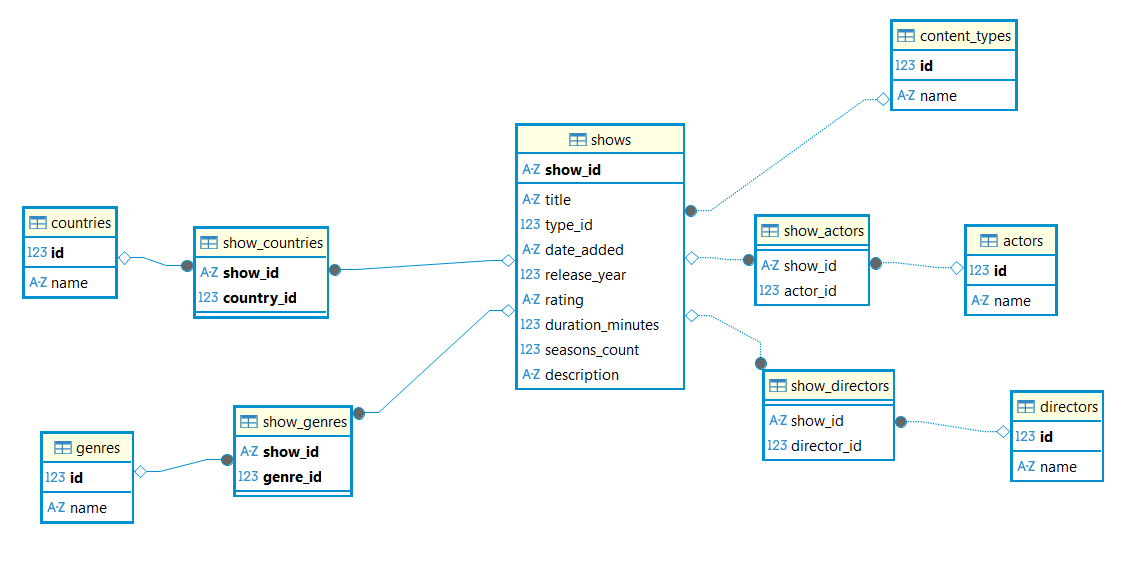 content_types
123 id
A-Z name
shows
A-Z show_id
A-Z title
123 type_id
A-Z date_added
123 release_year
A-Z rating
123 duration_minutes
123 seasons_count
A-Z description
countries
123 id
A-Z name
show_countries
A-Z show_id
123 country_id
show_actors
A-Z show_id
123 actor_id
actors
123 id
A-Z name
show_directors
A-Z show_id
123 director_id
directors
123 id
A-Z name
show_genres
A-Z show_id
123 genre_id
genres
123 id
A-Z name